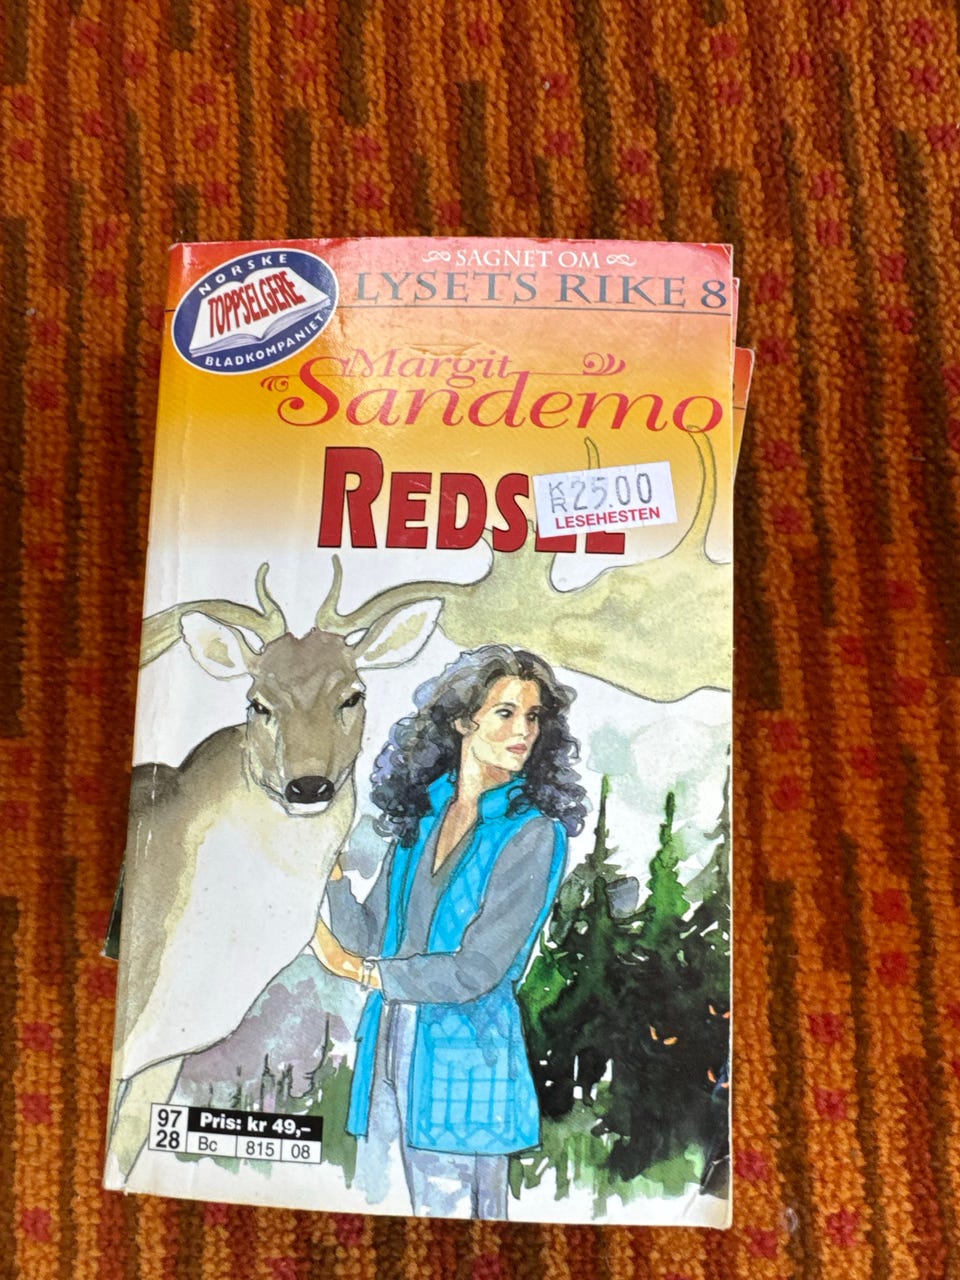 NORSKE
TOPPSELGERE
BLADKOMPANIET
SAGNET OM
LYSETS RIKE 8
Margit
Sandemo
KR 25.00
LESEHESTEN
97
28
Pris: kr 49,–
Bc 815 08